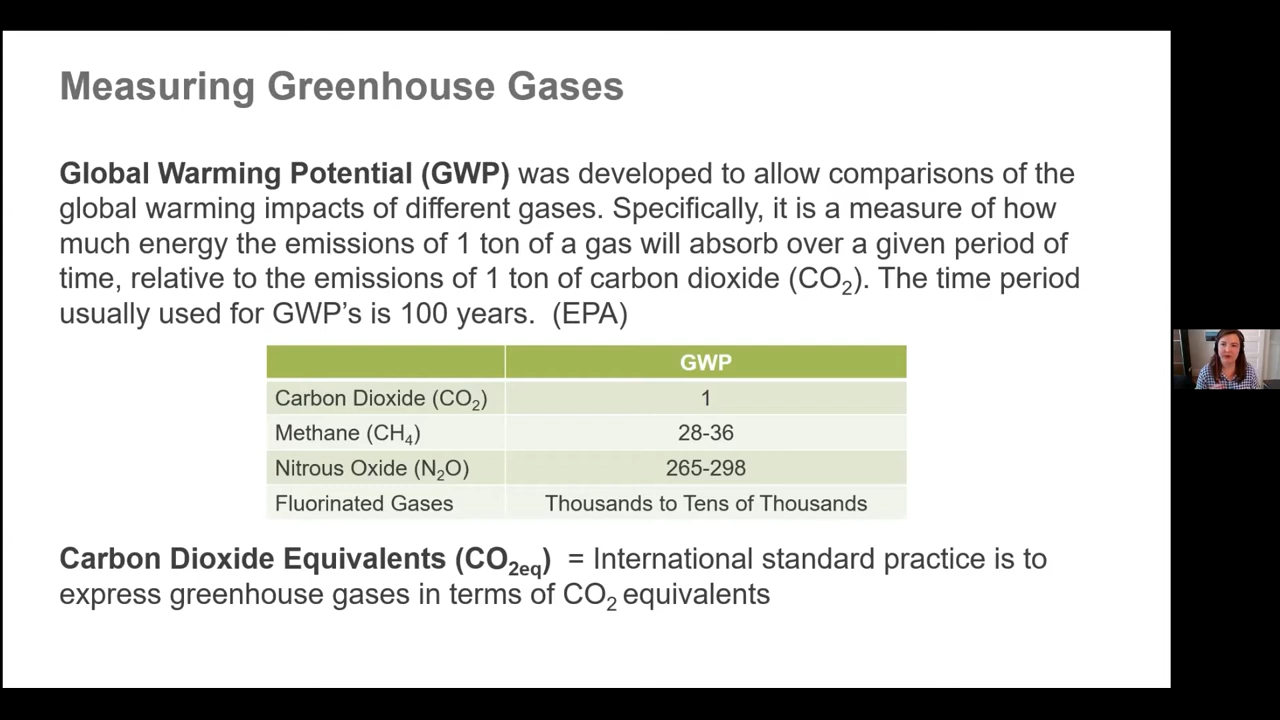 Measuring Greenhouse Gases
Global Warming Potential (GWP) was developed to allow comparisons of the
global warming impacts of different gases. Specifically, it is a measure of how
much energy the emissions of 1 ton of a gas will absorb over a given period of
time, relative to the emissions of 1 ton of carbon dioxide (CO₂). The time period
usually used for GWP’s is 100 years. (EPA)
GWP
Carbon Dioxide (CO₂) 1
Methane (CH₄) 28-36
Nitrous Oxide (N₂O) 265-298
Fluorinated Gases Thousands to Tens of Thousands
Carbon Dioxide Equivalents (CO2eq) = International standard practice is to
express greenhouse gases in terms of CO₂ equivalents